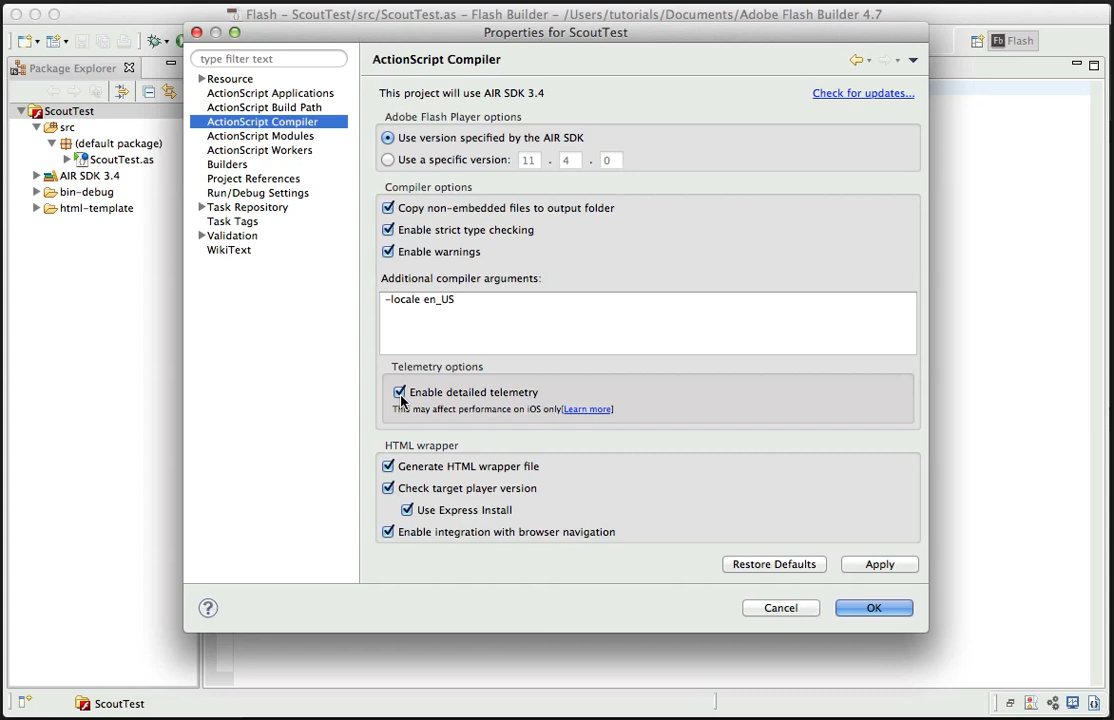 Flash – ScoutTest/src/ScoutTest.as – Flash Builder – /Users/tutorials/Documents/Adobe Flash Builder 4.7
Properties for ScoutTest
Fb Flash
type filter text
Package Explorer
ScoutTest
src
(default package)
ScoutTest.as
AIR SDK 3.4
bin-debug
html-template
Resource
ActionScript Applications
ActionScript Build Path
ActionScript Compiler
ActionScript Modules
ActionScript Workers
Builders
Project References
Run/Debug Settings
Task Repository
Task Tags
Validation
WikiText
ActionScript Compiler
This project will use AIR SDK 3.4 Check for updates...
Adobe Flash Player options
Use version specified by the AIR SDK
Use a specific version: 11 . 4 . 0
Compiler options
Copy non-embedded files to output folder
Enable strict type checking
Enable warnings
Additional compiler arguments:
-locale en_US
Telemetry options
Enable detailed telemetry
This may affect performance on iOS only[Learn more]
HTML wrapper
Generate HTML wrapper file
Check target player version
Use Express Install
Enable integration with browser navigation
Restore Defaults Apply
? Cancel OK
ScoutTest